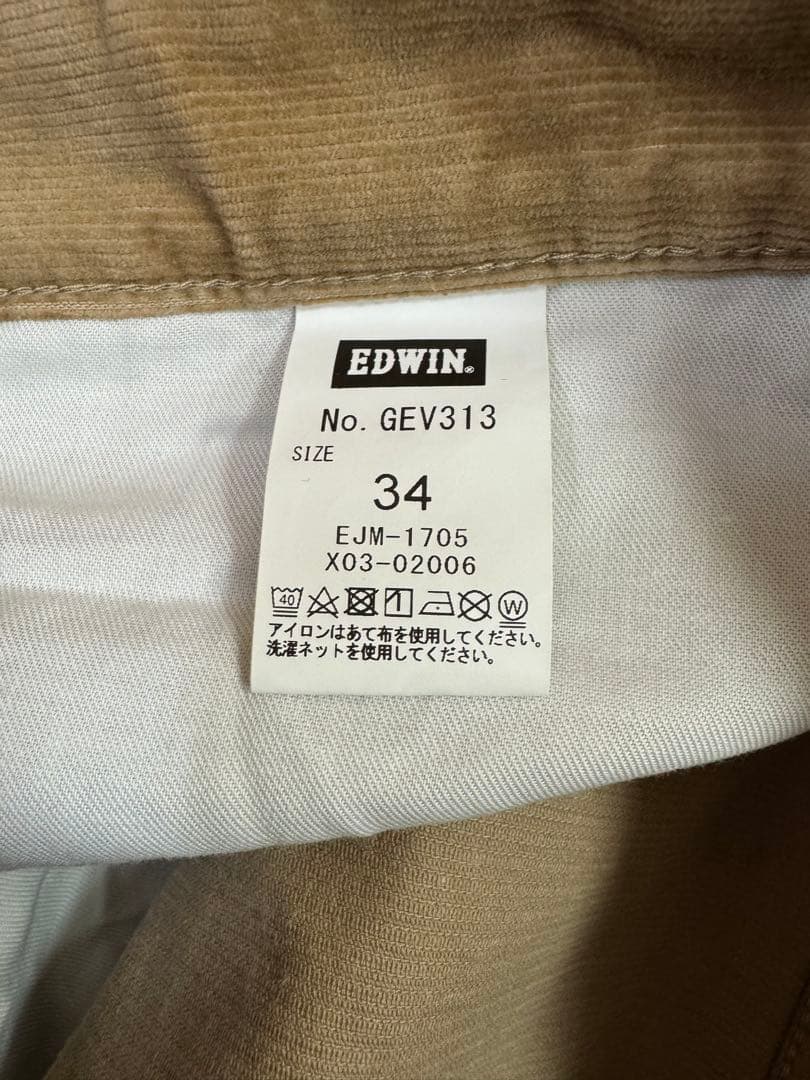 EDWIN®
No. GEV313
SIZE
34
EJM-1705
X03-02006
40 W
アイロンはあて布を使用してください。
洗濯ネットを使用してください。